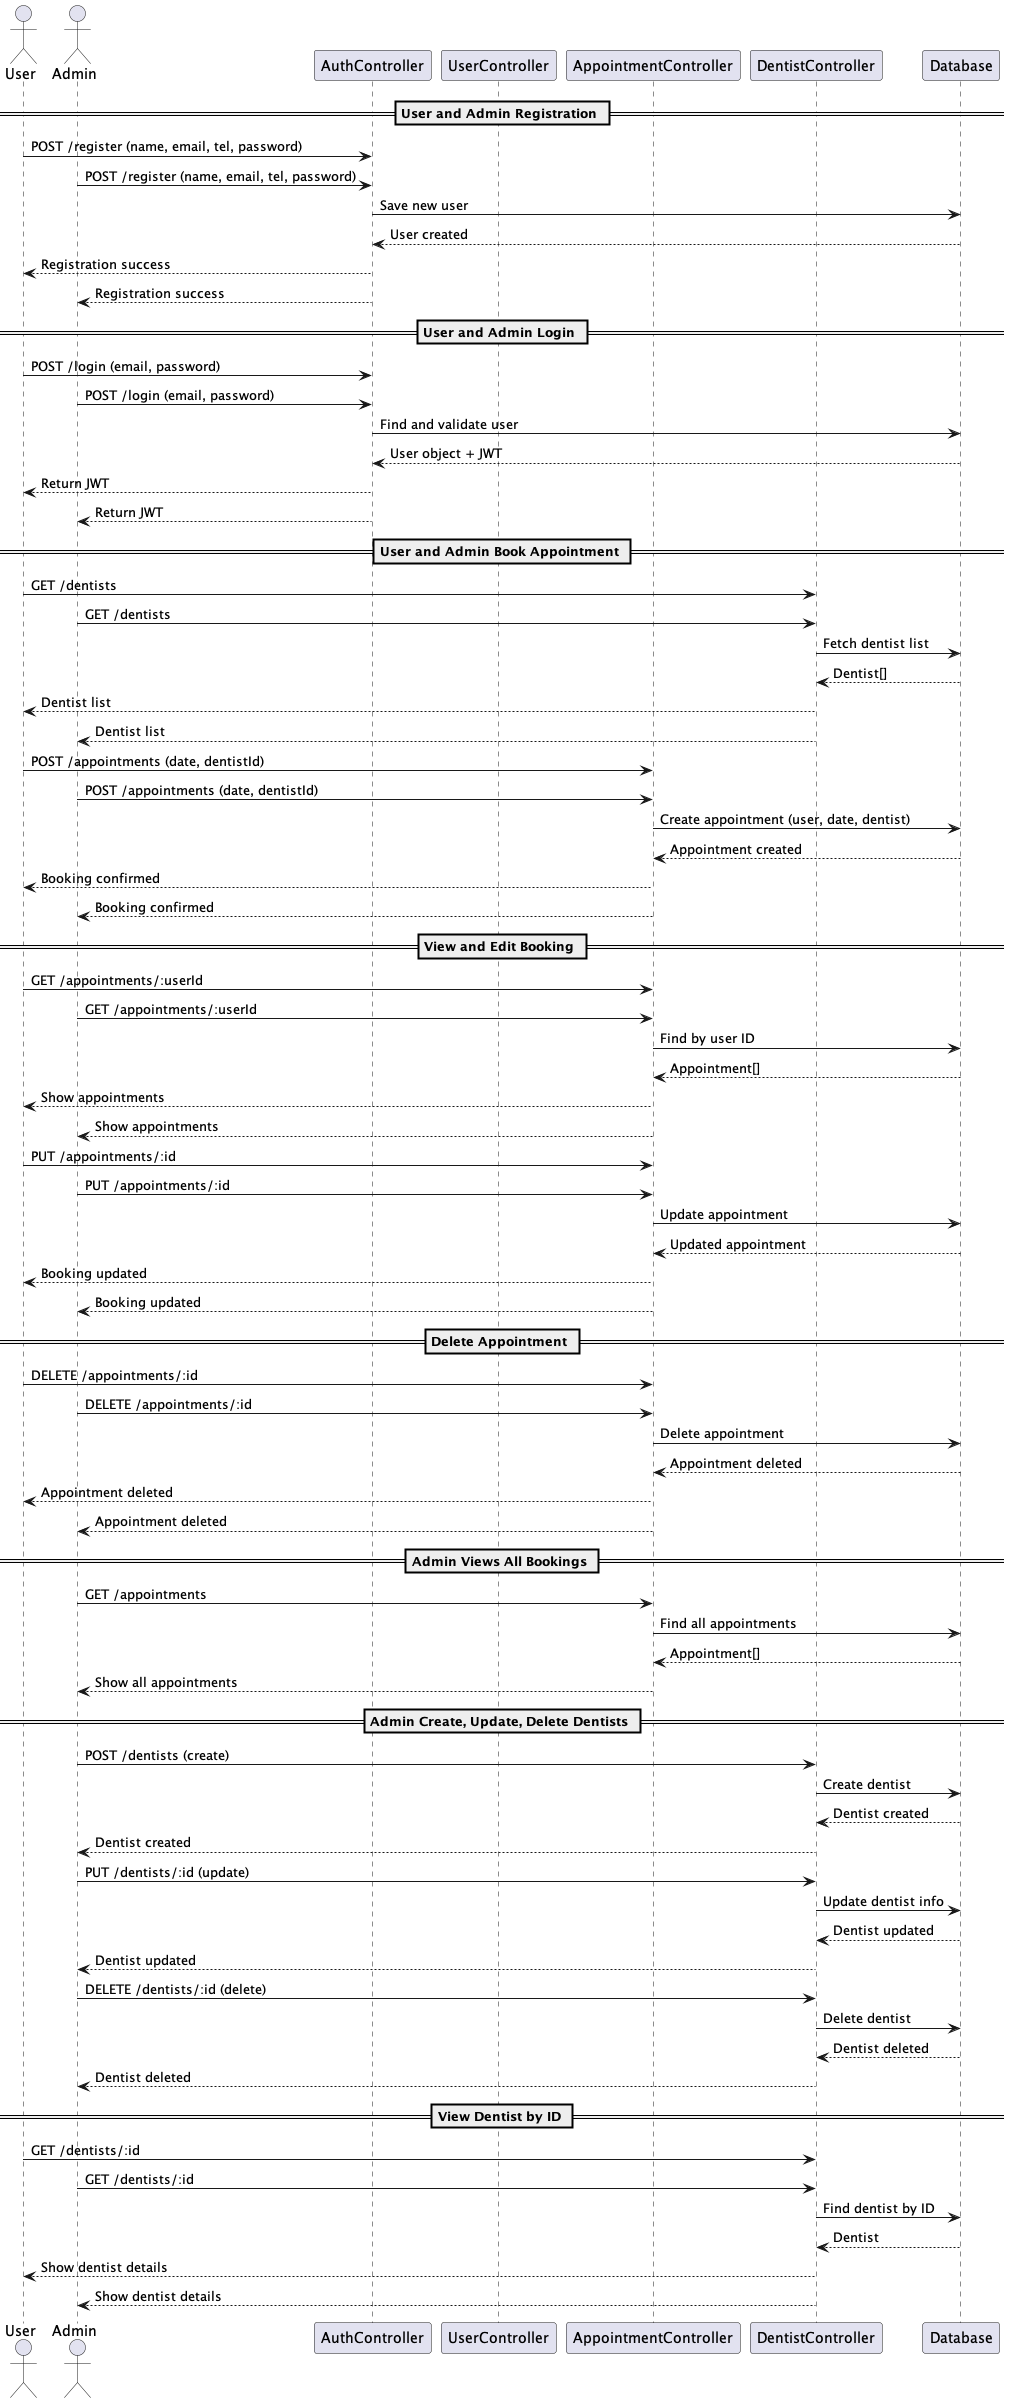 User
Admin
AuthController
UserController
AppointmentController
DentistController
Database
User and Admin Registration
POST /register (name, email, tel, password)
POST /register (name, email, tel, password)
Save new user
User created
Registration success
Registration success
User and Admin Login
POST /login (email, password)
POST /login (email, password)
Find and validate user
User object + JWT
Return JWT
Return JWT
User and Admin Book Appointment
GET /dentists
GET /dentists
Fetch dentist list
Dentist[]
Dentist list
Dentist list
POST /appointments (date, dentistId)
POST /appointments (date, dentistId)
Create appointment (user, date, dentist)
Appointment created
Booking confirmed
Booking confirmed
View and Edit Booking
GET /appointments/:userId
GET /appointments/:userId
Find by user ID
Appointment[]
Show appointments
Show appointments
PUT /appointments/:id
PUT /appointments/:id
Update appointment
Updated appointment
Booking updated
Booking updated
Delete Appointment
DELETE /appointments/:id
DELETE /appointments/:id
Delete appointment
Appointment deleted
Appointment deleted
Appointment deleted
Admin Views All Bookings
GET /appointments
Find all appointments
Appointment[]
Show all appointments
Admin Create, Update, Delete Dentists
POST /dentists (create)
Create dentist
Dentist created
Dentist created
PUT /dentists/:id (update)
Update dentist info
Dentist updated
Dentist updated
DELETE /dentists/:id (delete)
Delete dentist
Dentist deleted
Dentist deleted
View Dentist by ID
GET /dentists/:id
GET /dentists/:id
Find dentist by ID
Dentist
Show dentist details
Show dentist details
User
Admin
AuthController
UserController
AppointmentController
DentistController
Database